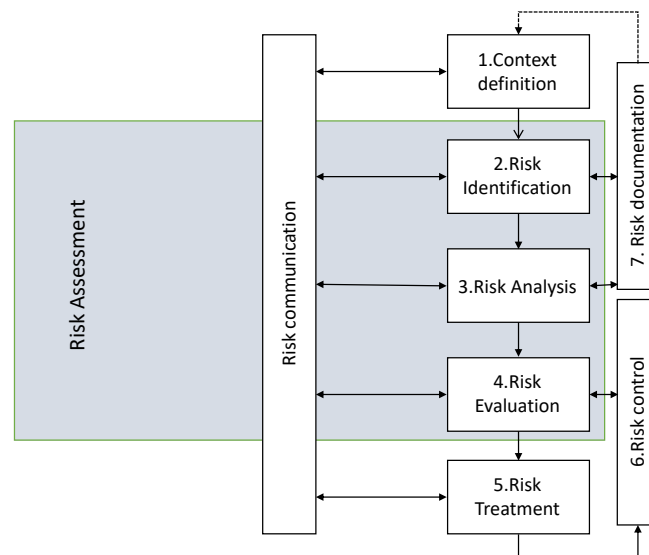 1.Context
definition
2.Risk
Identification
3.Risk Analysis
4.Risk
Evaluation
5.Risk
Treatment
Risk Assessment
Risk communication
7. Risk documentation
6.Risk control